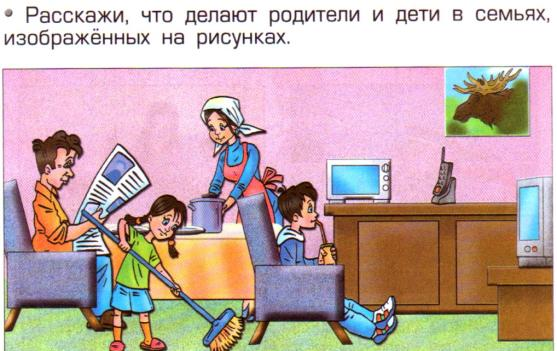 • Расскажи, что делают родители и дети в семьях,
изображённых на рисунках.